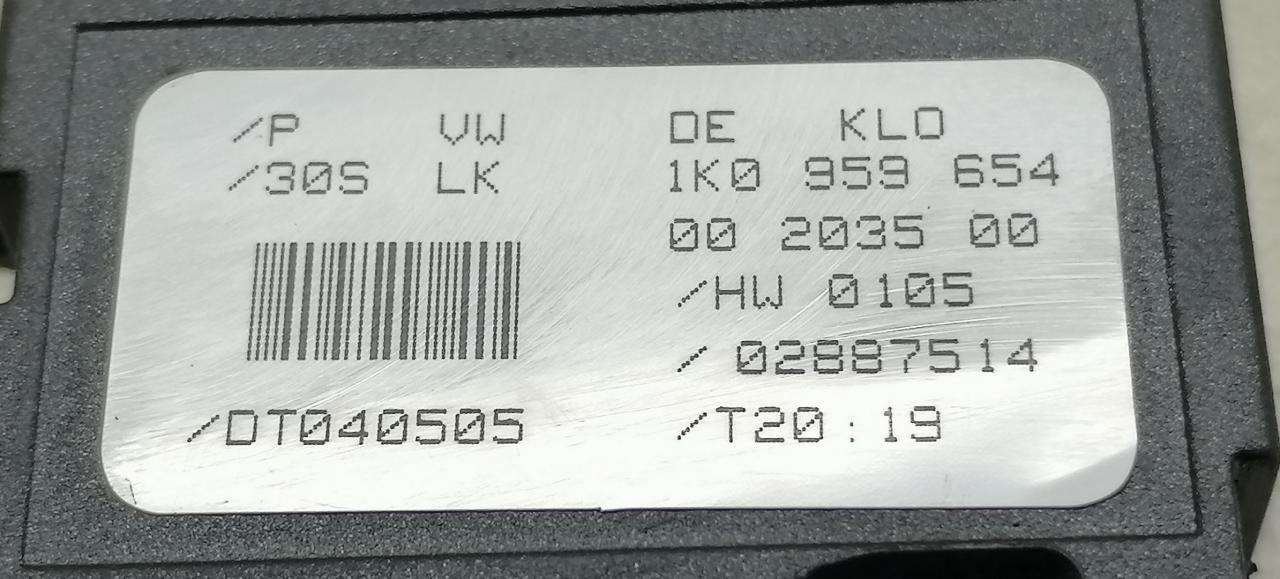 /P VW DE KLO
/30S LK 1K0 959 654
00 2035 00
/HW 0105
/ 02887514
/DT040505 /T20:19